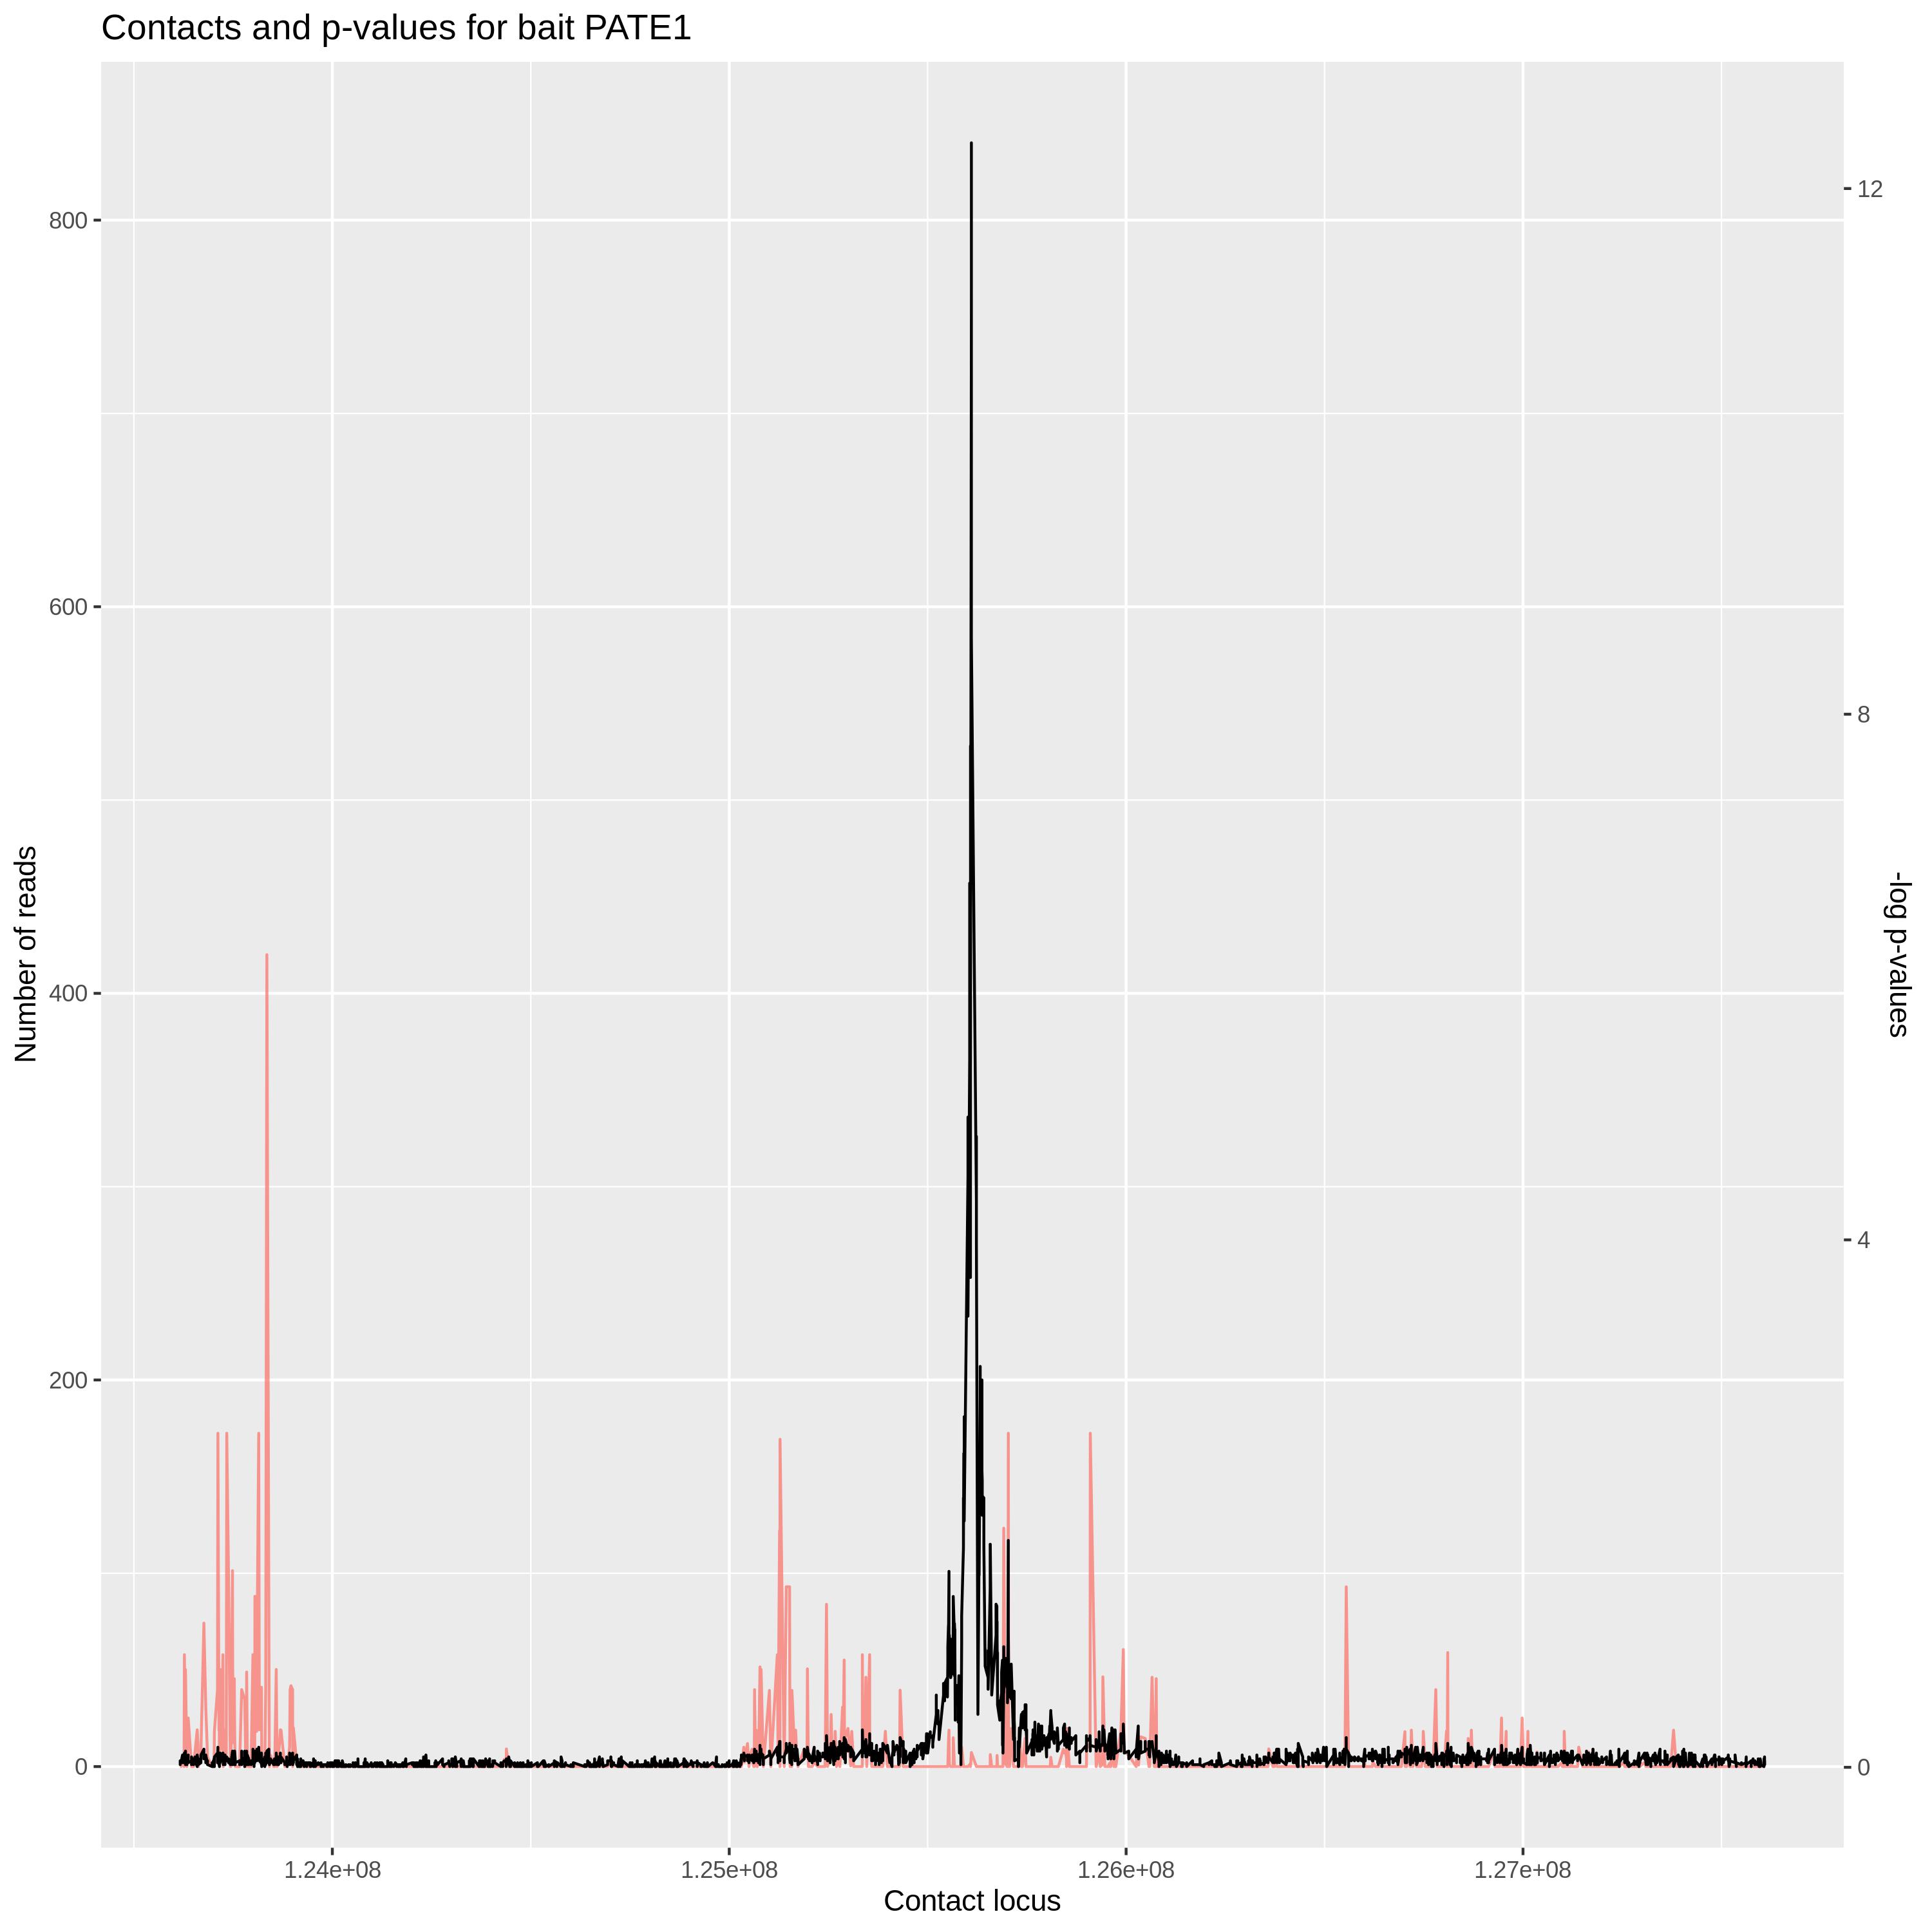 Contacts and p-values for bait PATE1
800
600
400
200
0
12
8
4
0
Number of reads
-log p-values
1.24e+08
1.25e+08
1.26e+08
1.27e+08
Contact locus